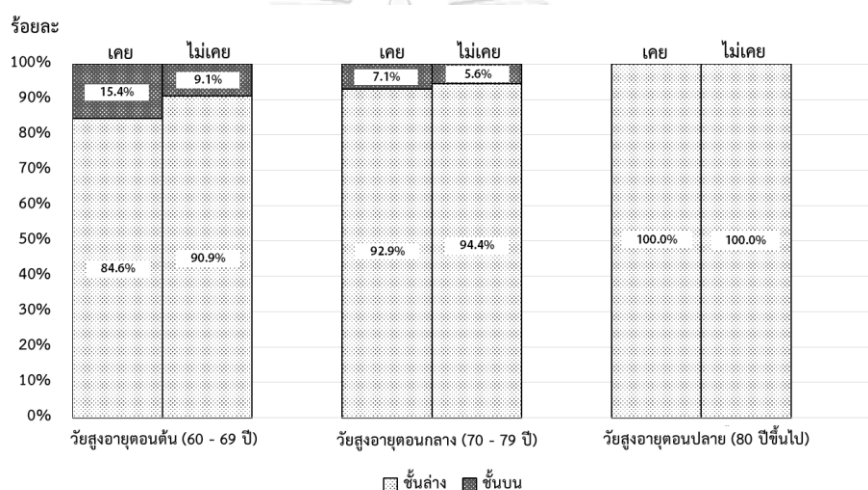 ร้อยละ
เคย ไม่เคย เคย ไม่เคย เคย ไม่เคย
100%
15.4% 9.1% 7.1% 5.6%
90%
80%
70%
60%
50%
84.6% 90.9% 92.9% 94.4% 100.0% 100.0%
40%
30%
20%
10%
0%
วัยสูงอายุตอนต้น (60 - 69 ปี) วัยสูงอายุตอนกลาง (70 - 79 ปี) วัยสูงอายุตอนปลาย (80 ปีขึ้นไป)
ชั้นล่าง ชั้นบน